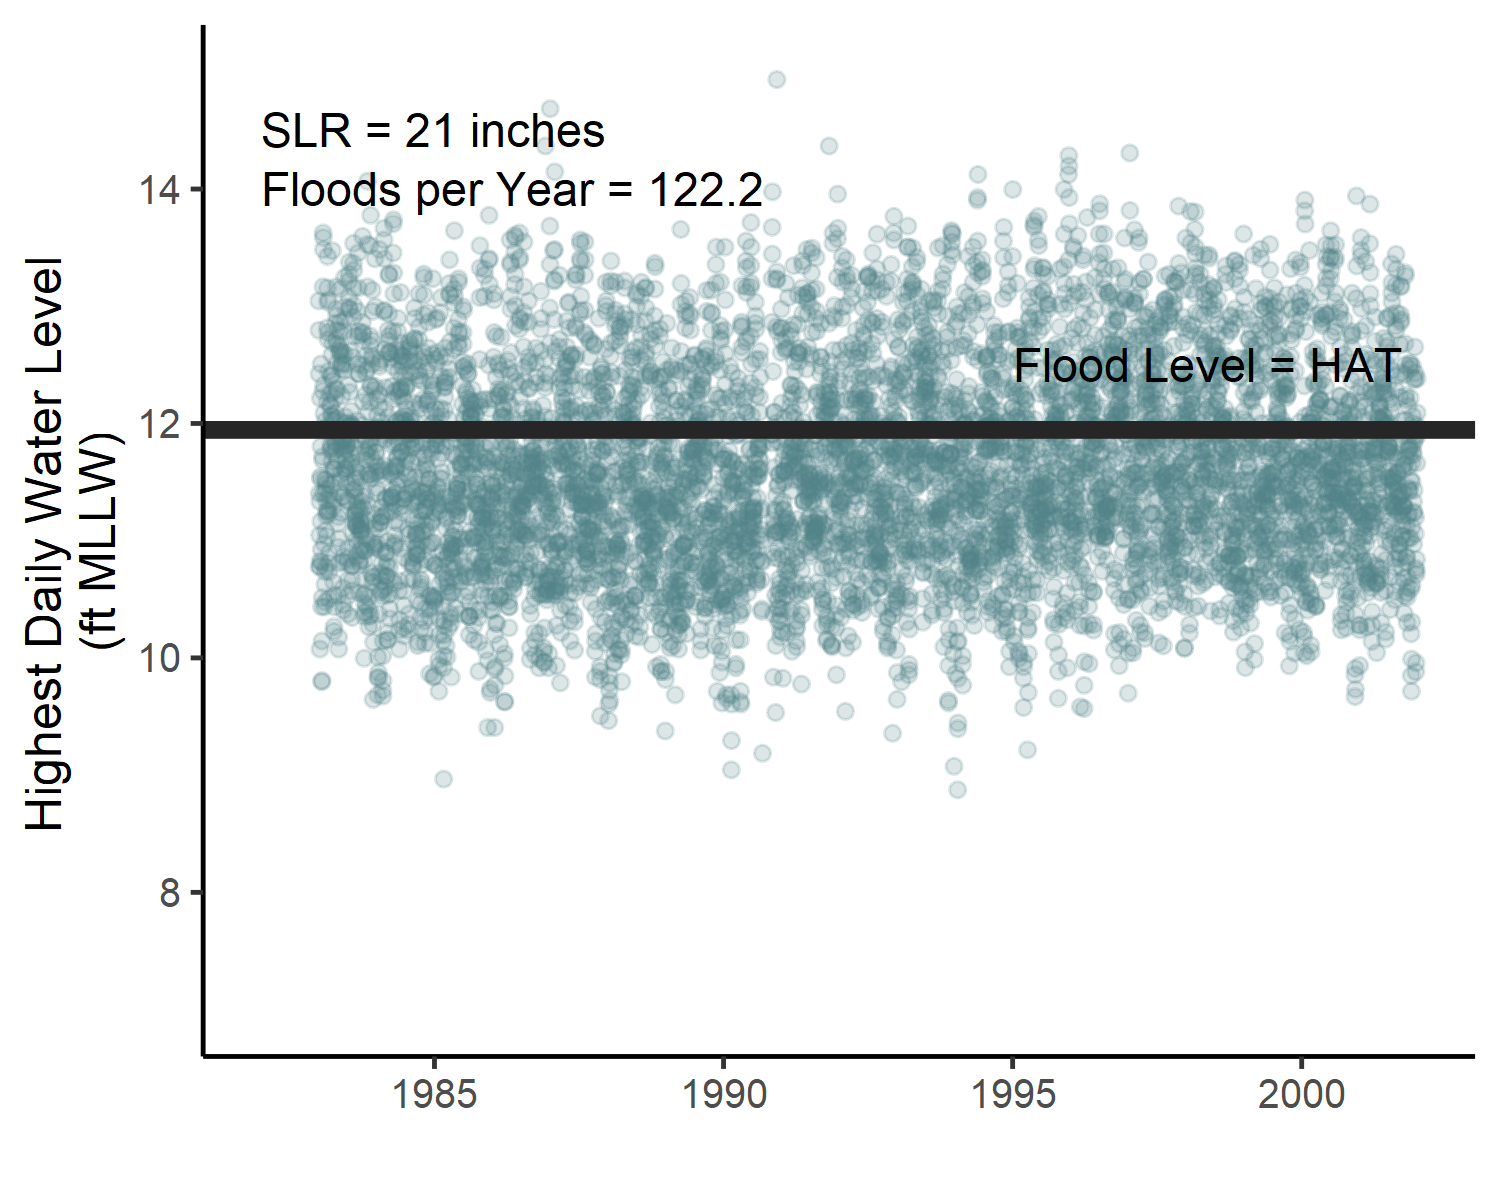 SLR = 21 inches
Floods per Year = 122.2
Flood Level = HAT
Highest Daily Water Level
(ft MLLW)
14
12
10
8
1985
1990
1995
2000